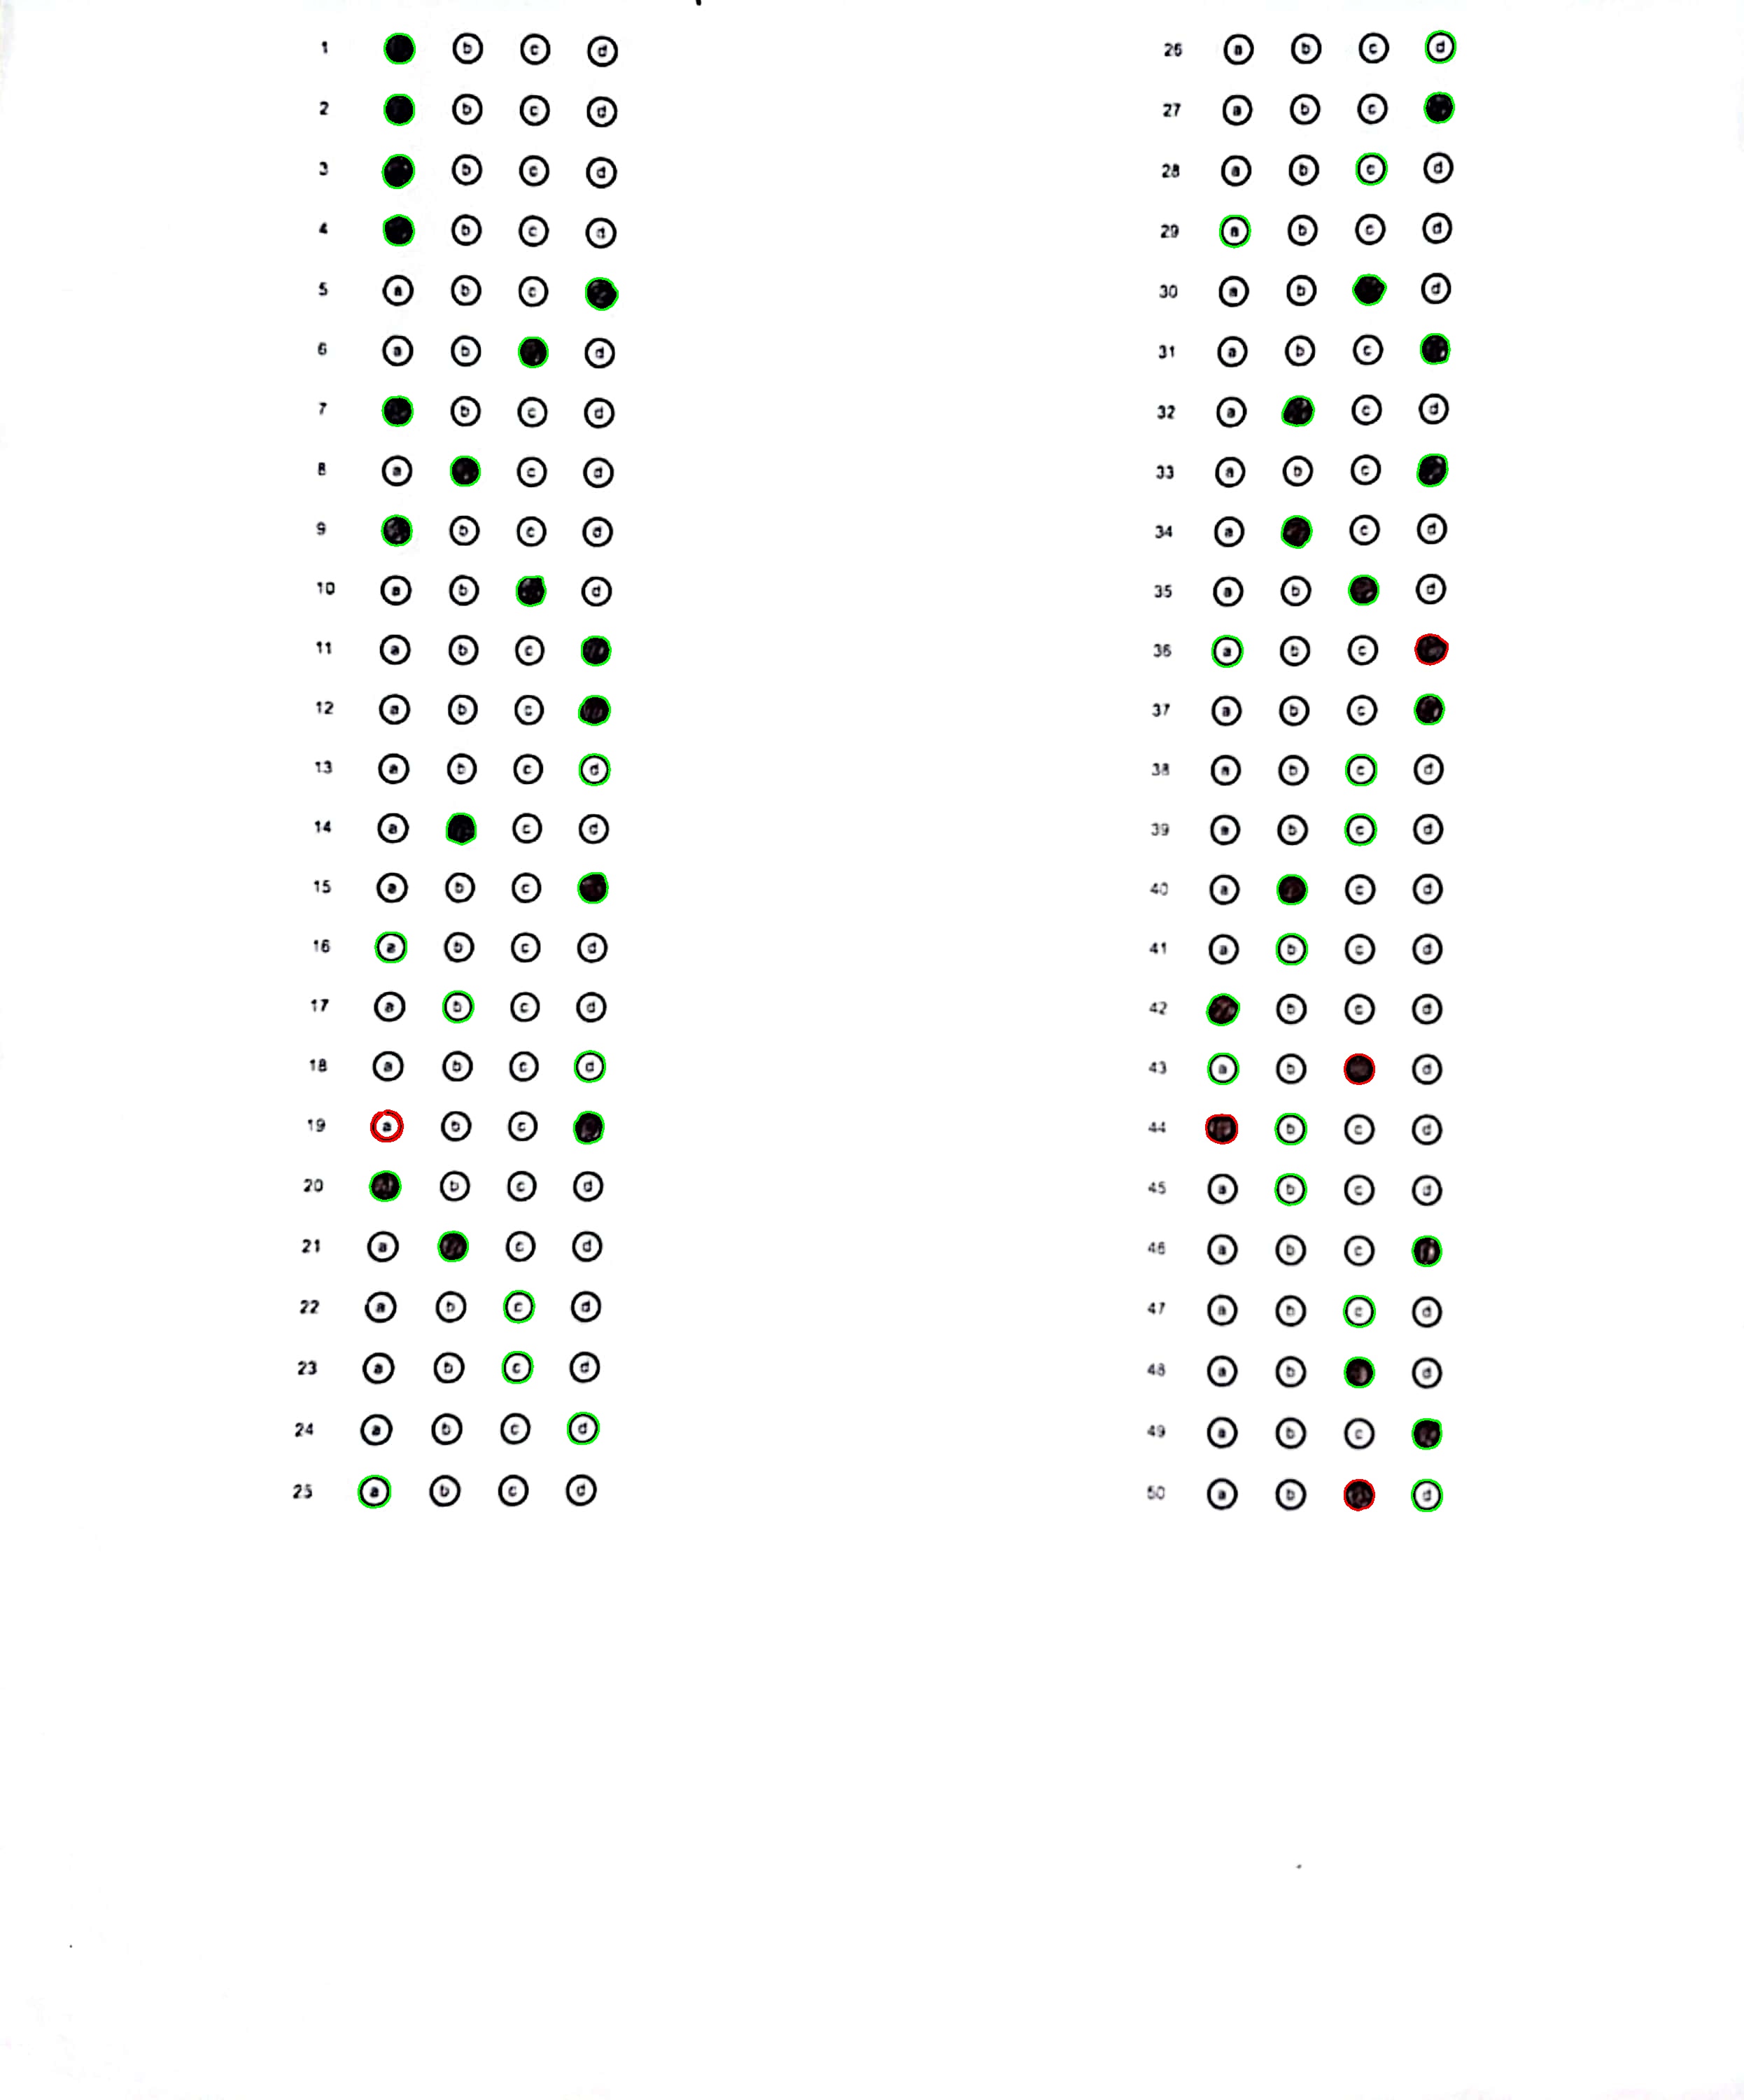 1 b c d
2 b c d
3 b c d
4 b c d
5 a b c
6 a b d
7 b c d
8 a c d
9 b c d
10 a b d
11 a b c
12 a b c
13 a b c d
14 a c d
15 a b c
16 a b c d
17 a b c d
18 a b c d
19 a b c
20 b c d
21 a c d
22 a b c d
23 a b c d
24 a b c d
25 a b c d
26 a b c d
27 a b c
28 a b c d
29 a b c d
30 a b d
31 a b c
32 a c d
33 a b c
34 a c d
35 a b d
36 a b c
37 a b c
38 a b c d
39 a b c d
40 a c d
41 a b c d
42 b c d
43 a b d
44 b c d
45 a b c d
46 a b c
47 a b c d
48 a b d
49 a b c
50 a b d